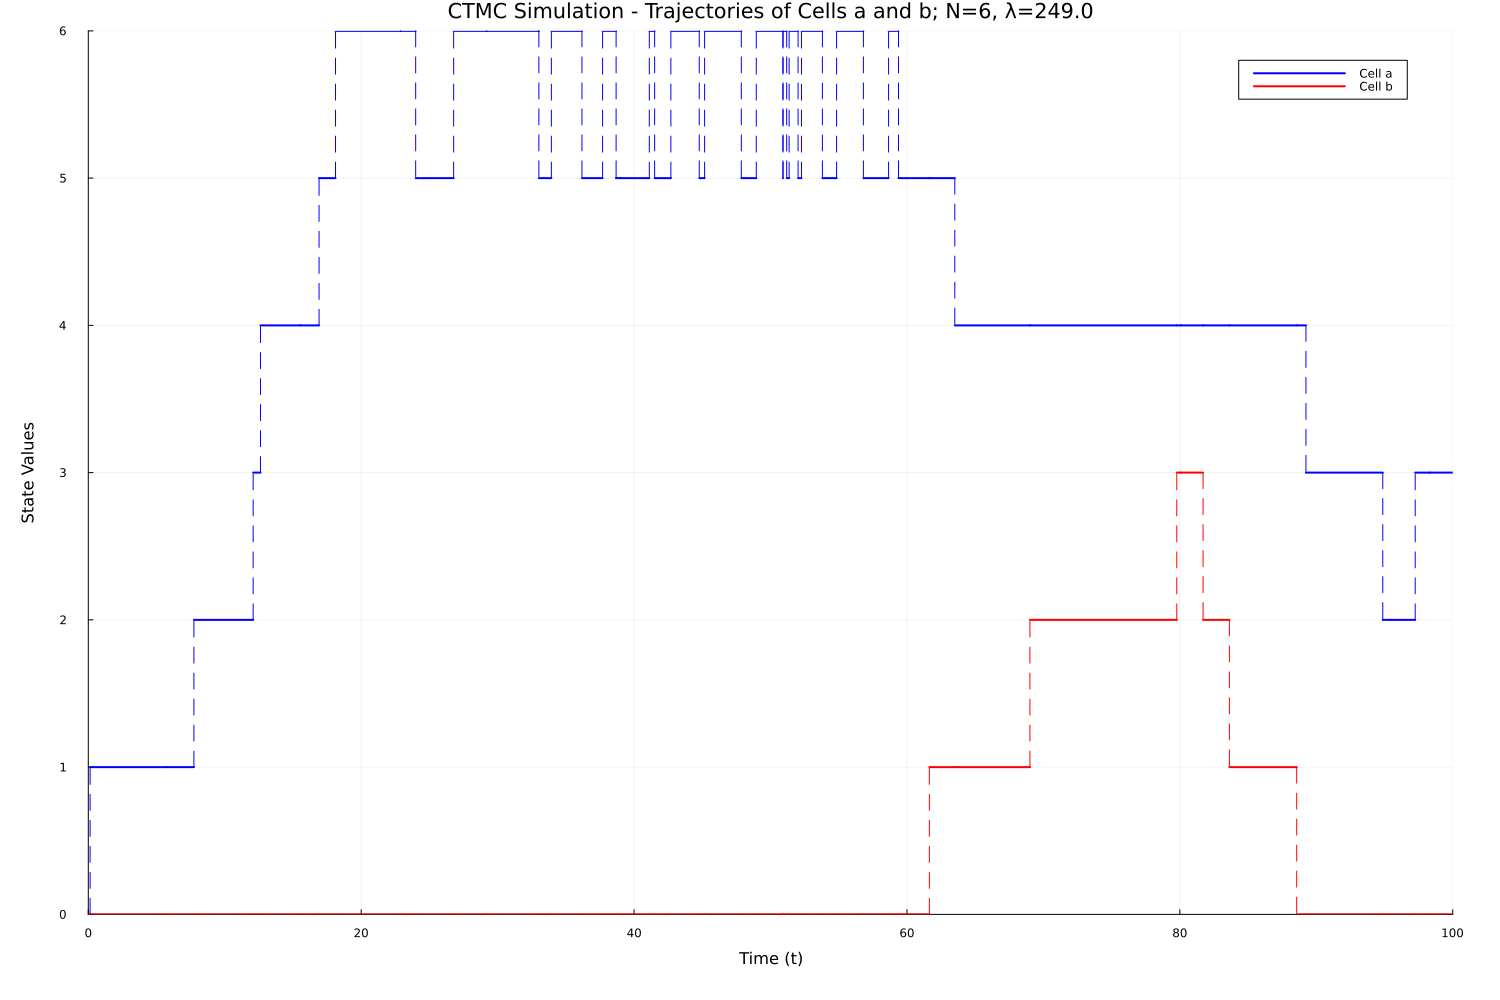 CTMC Simulation - Trajectories of Cells a and b; N=6, λ=249.0
Cell a
Cell b
State Values
6
5
4
3
2
1
0
0 20 40 60 80 100
Time (t)